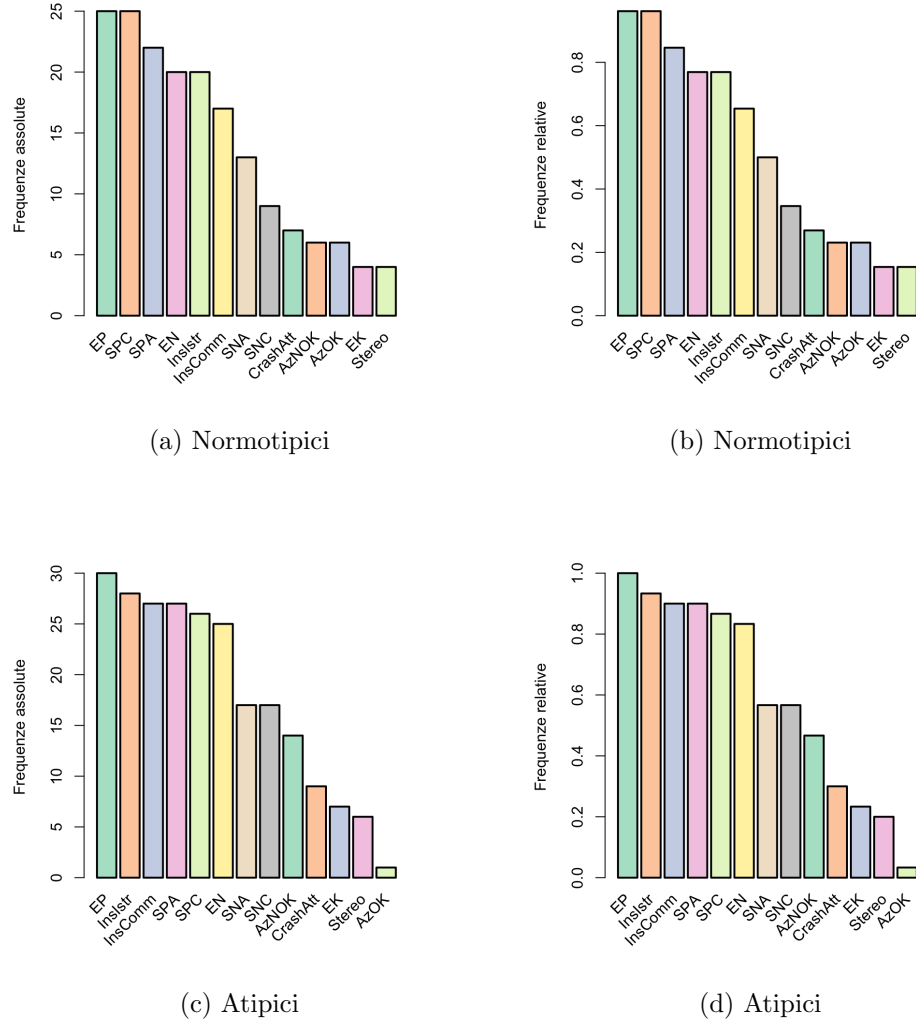 Frequenze assolute
0 5 10 15 20 25
EP SPC SPA EN InsIstr InsComm SNA SNC CrashAtt AzNOK AzOK EK Stereo
(a) Normotipici
Frequenze relative
0.0 0.2 0.4 0.6 0.8
EP SPC SPA EN InsIstr InsComm SNA SNC CrashAtt AzNOK AzOK EK Stereo
(b) Normotipici
Frequenze assolute
0 5 10 15 20 25 30
EP InsIstr InsComm SPA SPC EN SNA SNC AzNOK CrashAtt EK Stereo AzOK
(c) Atipici
Frequenze relative
0.0 0.2 0.4 0.6 0.8 1.0
EP InsIstr InsComm SPA SPC EN SNA SNC AzNOK CrashAtt EK Stereo AzOK
(d) Atipici